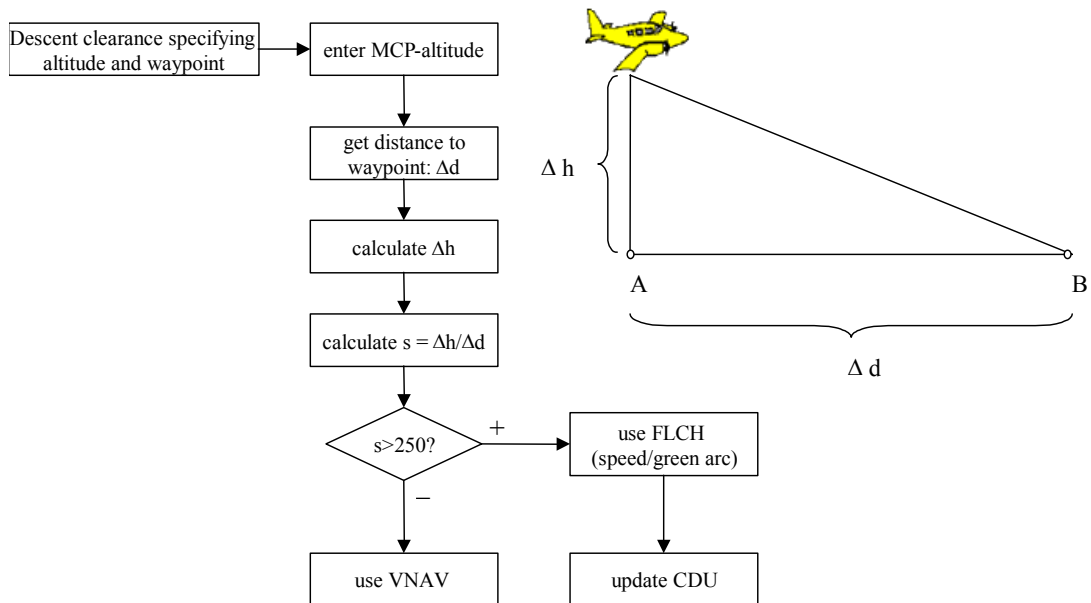 Descent clearance specifying
altitude and waypoint
enter MCP-altitude
get distance to
waypoint: Δd
calculate Δh
calculate s = Δh/Δd
s>250?
+
−
use FLCH
(speed/green arc)
use VNAV
update CDU
Δ h
A
B
Δ d